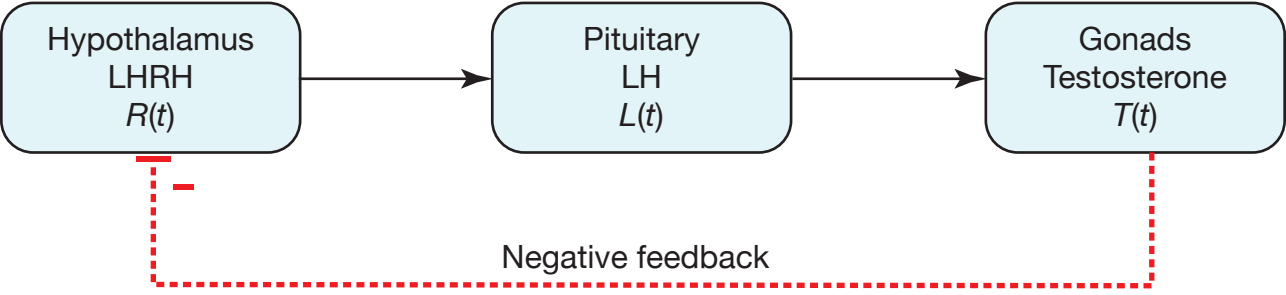 Hypothalamus
LHRH
R(t)
Pituitary
LH
L(t)
Gonads
Testosterone
T(t)
–
Negative feedback